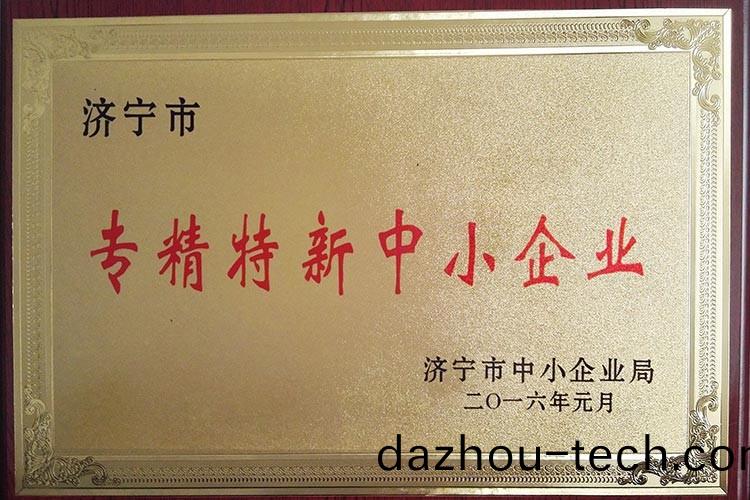 济宁市
专精特新中小企业
济宁市中小企业局
二〇一六年元月
dazhou-tech.com